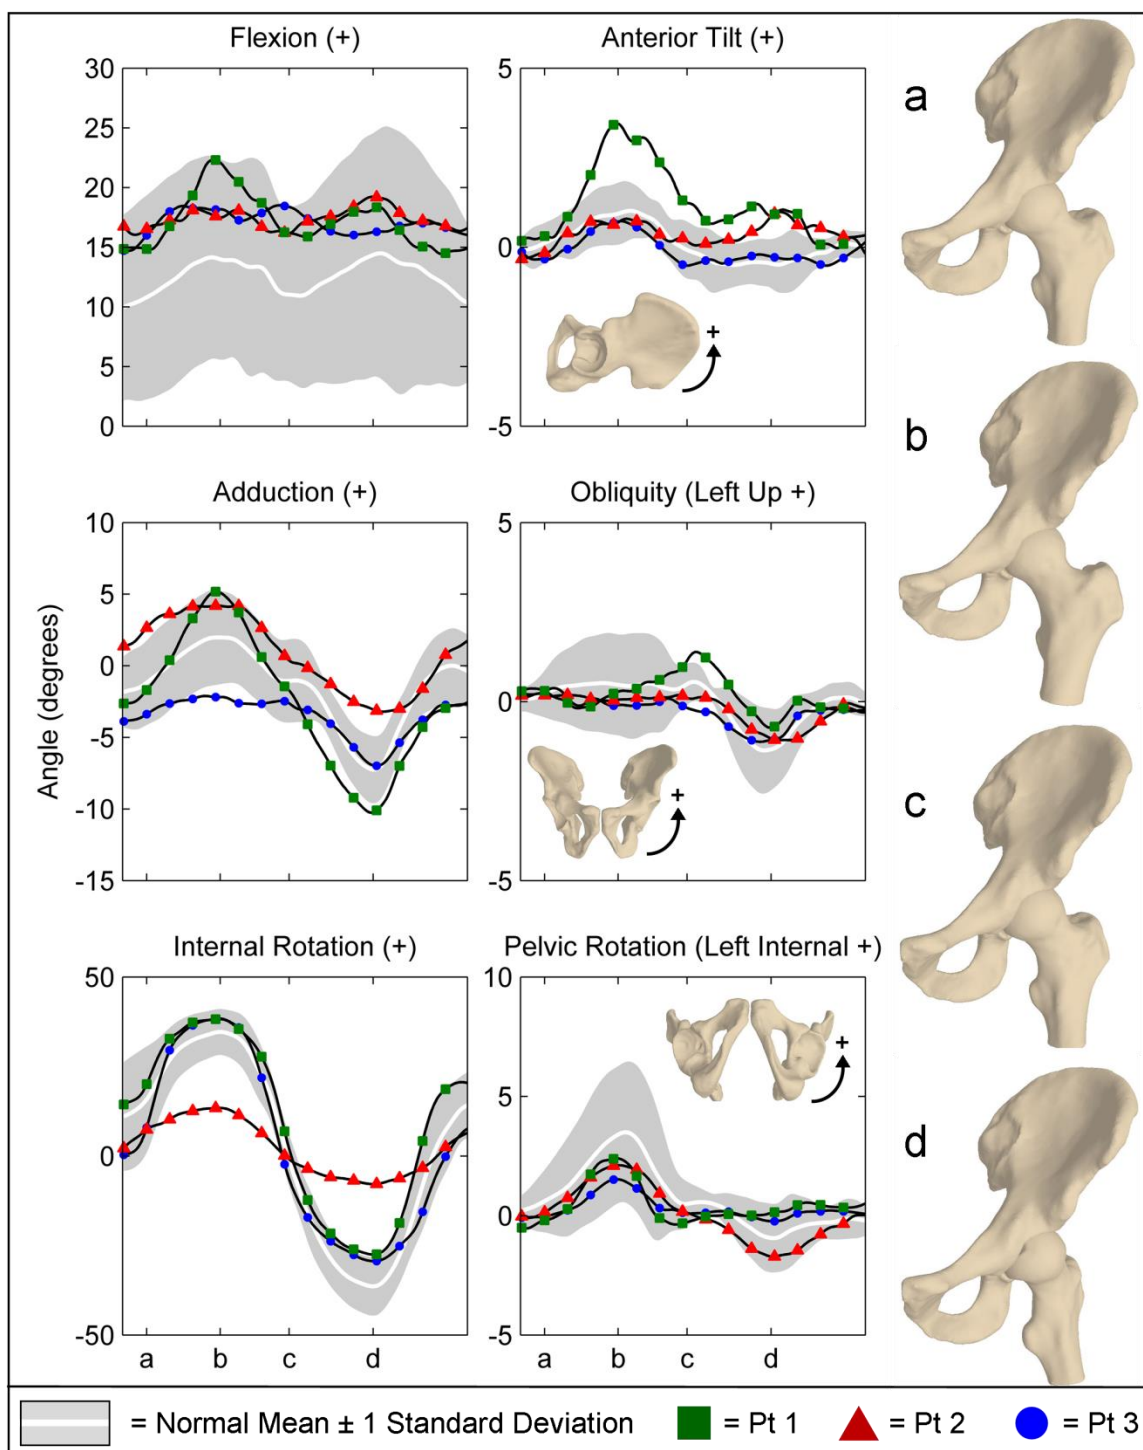 Flexion (+)
30
25
20
15
10
5
0
Anterior Tilt (+)
5
0
-5
+
a
b
Angle (degrees)
Adduction (+)
10
5
0
-5
-10
-15
Obliquity (Left Up +)
5
0
-5
+
c
Internal Rotation (+)
50
0
-50
a b c d
Pelvic Rotation (Left Internal +)
10
5
0
-5
+
a b c d
d
= Normal Mean ± 1 Standard Deviation = Pt 1 = Pt 2 = Pt 3